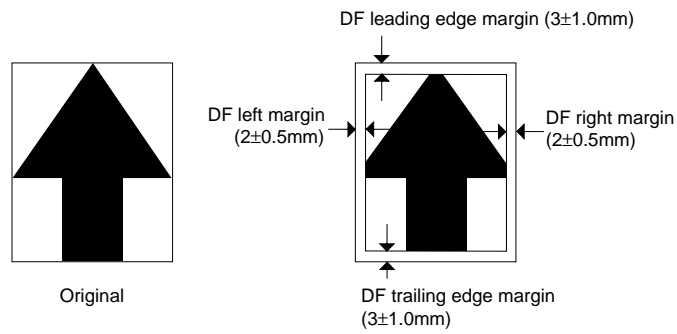 DF leading edge margin (3±1.0mm)
DF left margin
(2±0.5mm)
DF right margin
(2±0.5mm)
Original
DF trailing edge margin
(3±1.0mm)